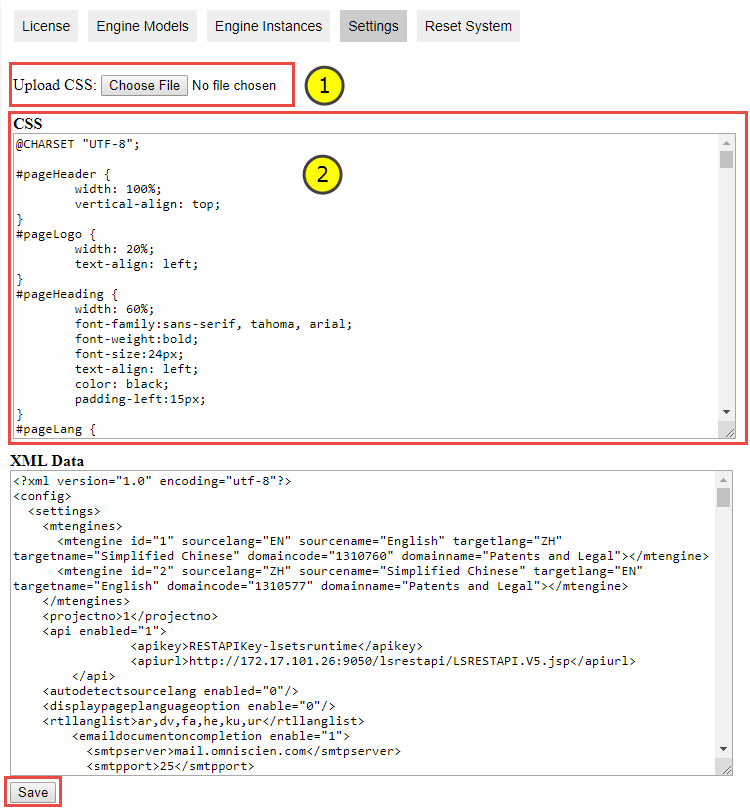 License Engine Models Engine Instances Settings Reset System
Upload CSS: Choose File No file chosen 1
CSS
@CHARSET "UTF-8";
2
#pageHeader {
width: 100%;
vertical-align: top;
}
#pageLogo {
width: 20%;
text-align: left;
}
#pageHeading {
width: 60%;
font-family:sans-serif, tahoma, arial;
font-weight:bold;
font-size:24px;
text-align: left;
color: black;
padding-left:15px;
}
#pageLang {
XML Data
<?xml version="1.0" encoding="utf-8"?>
<config>
<settings>
<mtengines>
<mtengine id="1" sourcelang="EN" sourcename="English" targetlang="ZH"
targetname="Simplified Chinese" domaincode="1310760" domainname="Patents and Legal"></mtengine>
<mtengine id="2" sourcelang="ZH" sourcename="Simplified Chinese" targetlang="EN"
targetname="English" domaincode="1310577" domainname="Patents and Legal"></mtengine>
</mtengines>
<projectno>1</projectno>
<api enabled="1">
<apikey>RESTAPIKey-lsetsruntime</apikey>
<apiurl>http://172.17.101.26:9050/lsrestapi/LSRESTAPI.V5.jsp</apiurl>
</api>
<autodetectsourcelang enabled="0"/>
<displaypagelanguageoption enable="0"/>
<rtllanglist>ar,dv,fa,he,ku,ur</rtllanglist>
<emaildocumentoncompletion enable="1">
<smtpserver>mail.omniscien.com</smtpserver>
<smtpport>25</smtpport>
Save